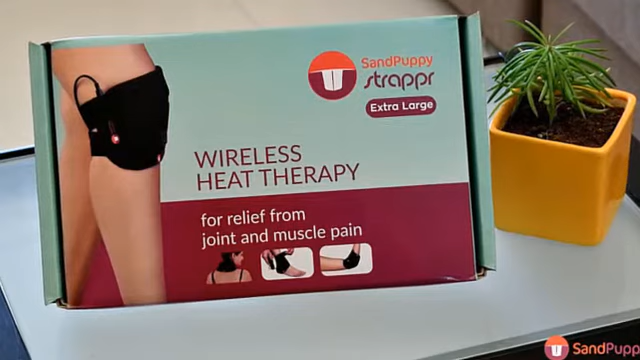 SandPuppy
strappr
Extra Large
WIRELESS
HEAT THERAPY
for relief from
joint and muscle pain
SandPupp